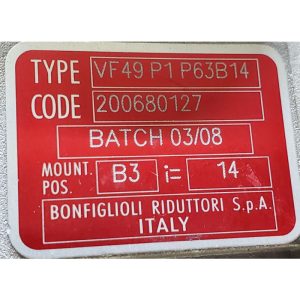 TYPE VF49 P1 P63B14
CODE 200680127
BATCH 03/08
MOUNT. POS. B3 i= 14
BONFIGLIOLI RIDUTTORI S.p.A.
ITALY